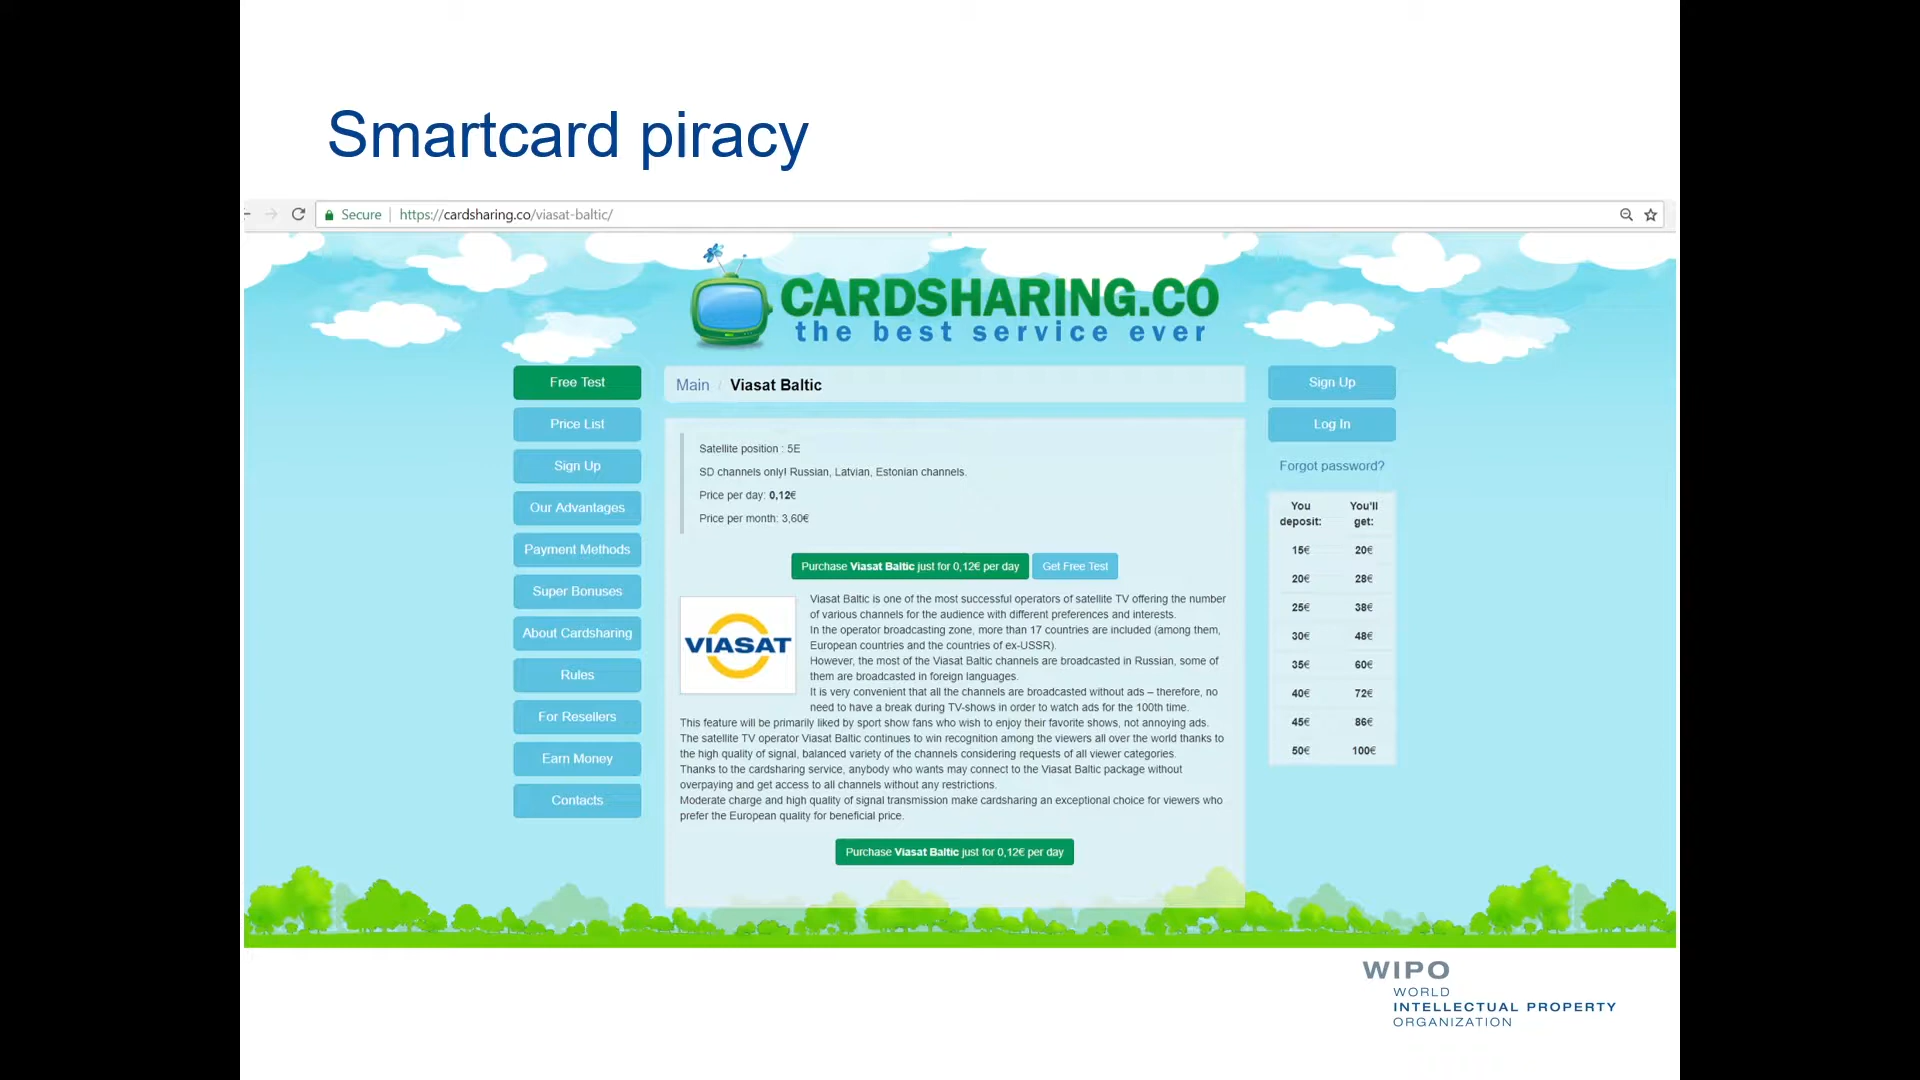 Smartcard piracy
Secure | https://cardsharing.co/viasat-baltic/
CARDSHARING.CO
the best service ever
Free Test
Price List
Sign Up
Our Advantages
Payment Methods
Super Bonuses
About Cardsharing
Rules
For Resellers
Earn Money
Contacts
Main / Viasat Baltic
Satellite position : 5E
SD channels only! Russian, Latvian, Estonian channels.
Price per day: 0,12€
Price per month: 3,60€
Purchase Viasat Baltic just for 0,12€ per day
Get Free Test
VIASAT
Viasat Baltic is one of the most successful operators of satellite TV offering the number
of various channels for the audience with different preferences and interests.
In the operator broadcasting zone, more than 17 countries are included (among them,
European countries and the countries of ex-USSR).
However, the most of the Viasat Baltic channels are broadcasted in Russian, some of
them are broadcasted in foreign languages.
It is very convenient that all the channels are broadcasted without ads – therefore, no
need to have a break during TV-shows in order to watch ads for the 100th time.
This feature will be primarily liked by sport show fans who wish to enjoy their favorite shows, not annoying ads.
The satellite TV operator Viasat Baltic continues to win recognition among the viewers all over the world thanks to
the high quality of signal, balanced variety of the channels considering requests of all viewer categories.
Thanks to the cardsharing service, anybody who wants may connect to the Viasat Baltic package without
overpaying and get access to all channels without any restrictions.
Moderate charge and high quality of signal transmission make cardsharing an exceptional choice for viewers who
prefer the European quality for beneficial price.
Purchase Viasat Baltic just for 0,12€ per day
Sign Up
Log In
Forgot password?
You deposit: You'll get:
15€ 20€
20€ 28€
25€ 38€
30€ 48€
35€ 60€
40€ 72€
45€ 86€
50€ 100€
WIPO
WORLD
INTELLECTUAL PROPERTY
ORGANIZATION